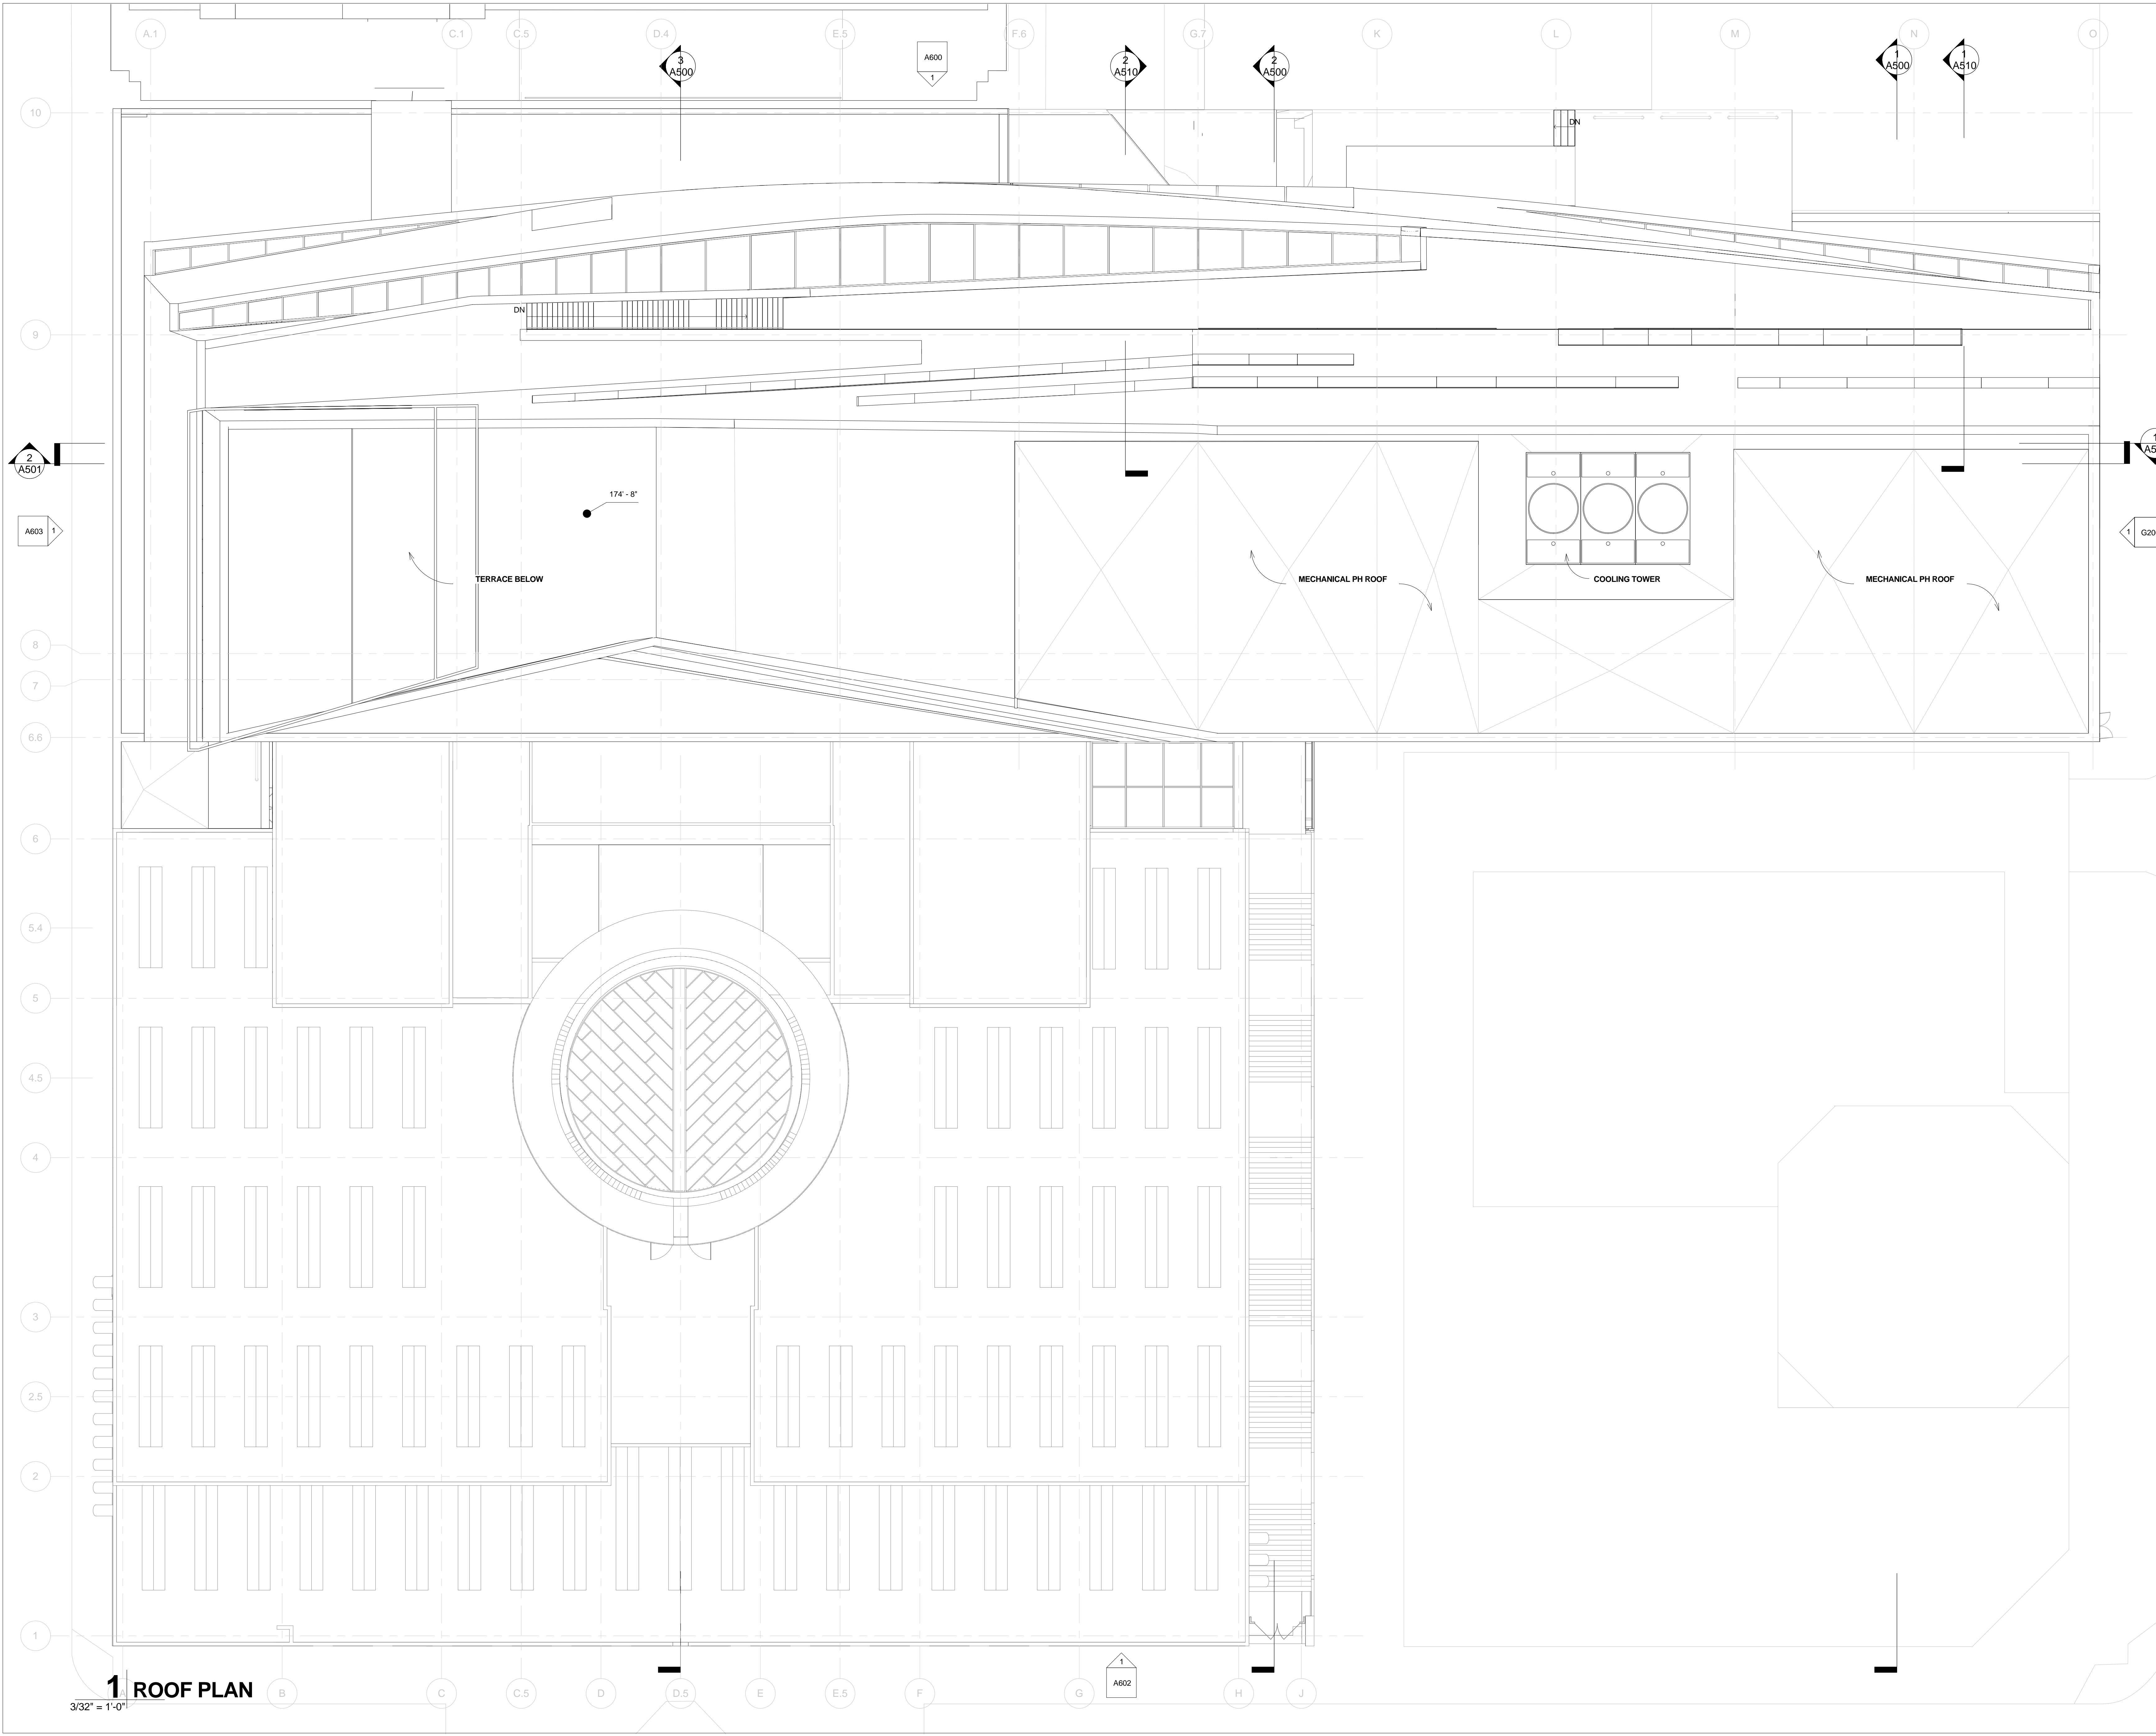 A.1
C.1
C.5
D.4
E.5
F.6
G.7
K
L
M
N
O
3
A500
A600
1
2
A510
2
A500
1
A500
1
A510
10
DN
DN
9
2
A501
1
174' - 8"
A603
1
1
TERRACE BELOW
MECHANICAL PH ROOF
COOLING TOWER
MECHANICAL PH ROOF
8
7
6.6
6
5.4
5
4.5
4
3
2.5
2
1
1
A602
A
B
C
C.5
D
D.5
E
E.5
F
G
H
J
1 ROOF PLAN
3/32" = 1'-0"